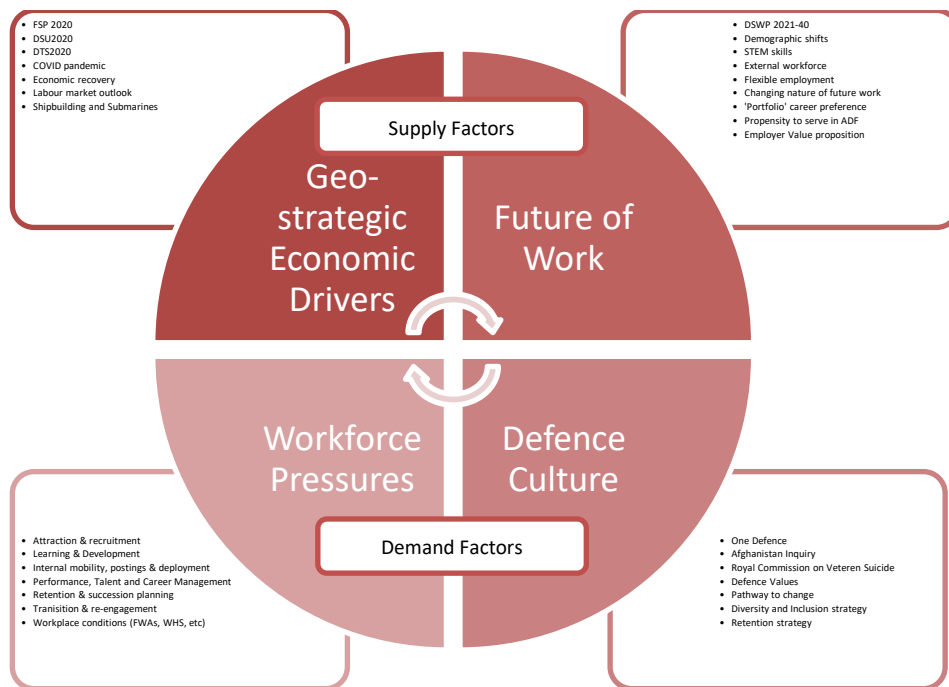 • FSP 2020
• DSU2020
• DTS2020
• COVID pandemic
• Economic recovery
• Labour market outlook
• Shipbuilding and Submarines
• DSWP 2021-40
• Demographic shifts
• STEM skills
• External workforce
• Flexible employment
• Changing nature of future work
• 'Portfolio' career preference
• Propensity to serve in ADF
• Employer Value proposition
Supply Factors
Geo-
strategic
Economic
Drivers
Future of
Work
Workforce
Pressures
Defence
Culture
Demand Factors
• Attraction & recruitment
• Learning & Development
• Internal mobility, postings & deployment
• Performance, Talent and Career Management
• Retention & succession planning
• Tranisition & re-engagement
• Workplace conditions (FWAs, WHS, etc)
• One Defence
• Afghanistan Inquiry
• Royal Commission on Veteren Suicide
• Defence Values
• Pathway to change
• Diversity and Inclusion strategy
• Retention strategy